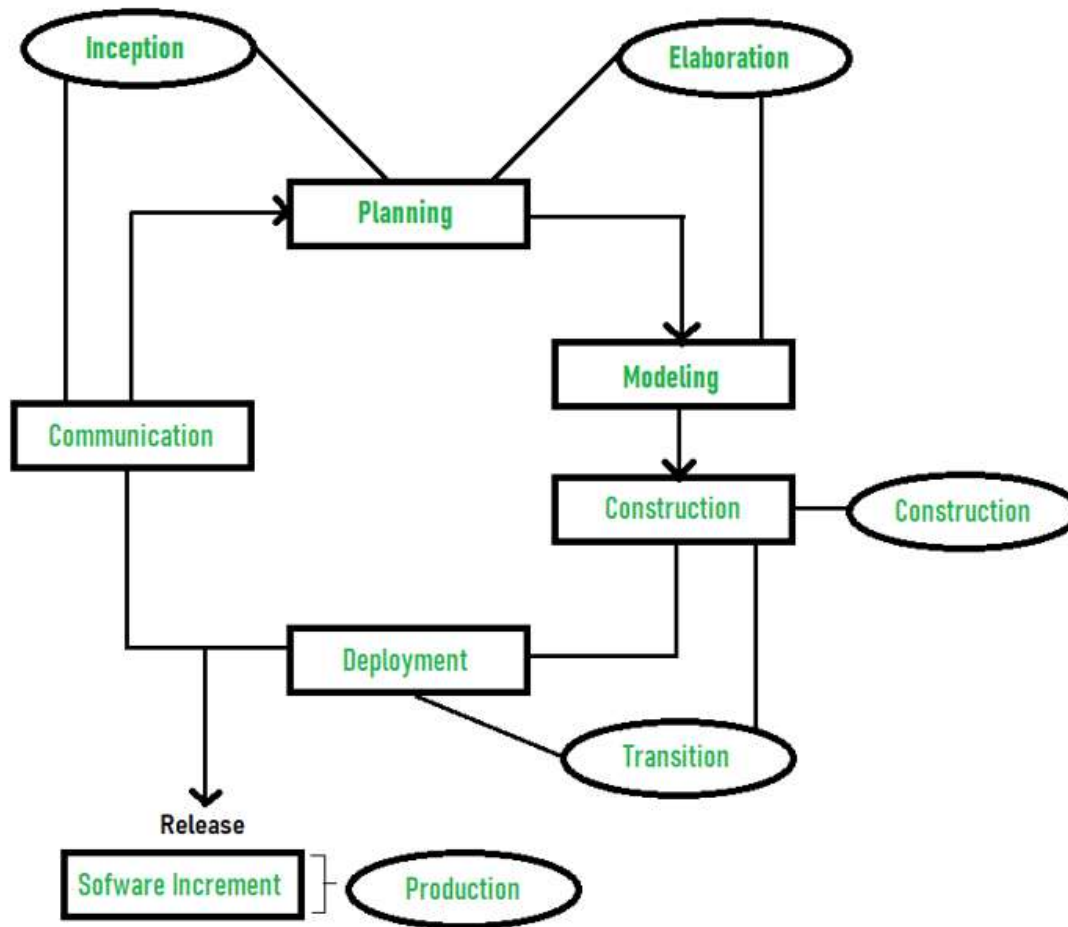 Inception
Elaboration
Planning
Modeling
Communication
Construction
Construction
Deployment
Transition
Release
Sofware Increment
Production